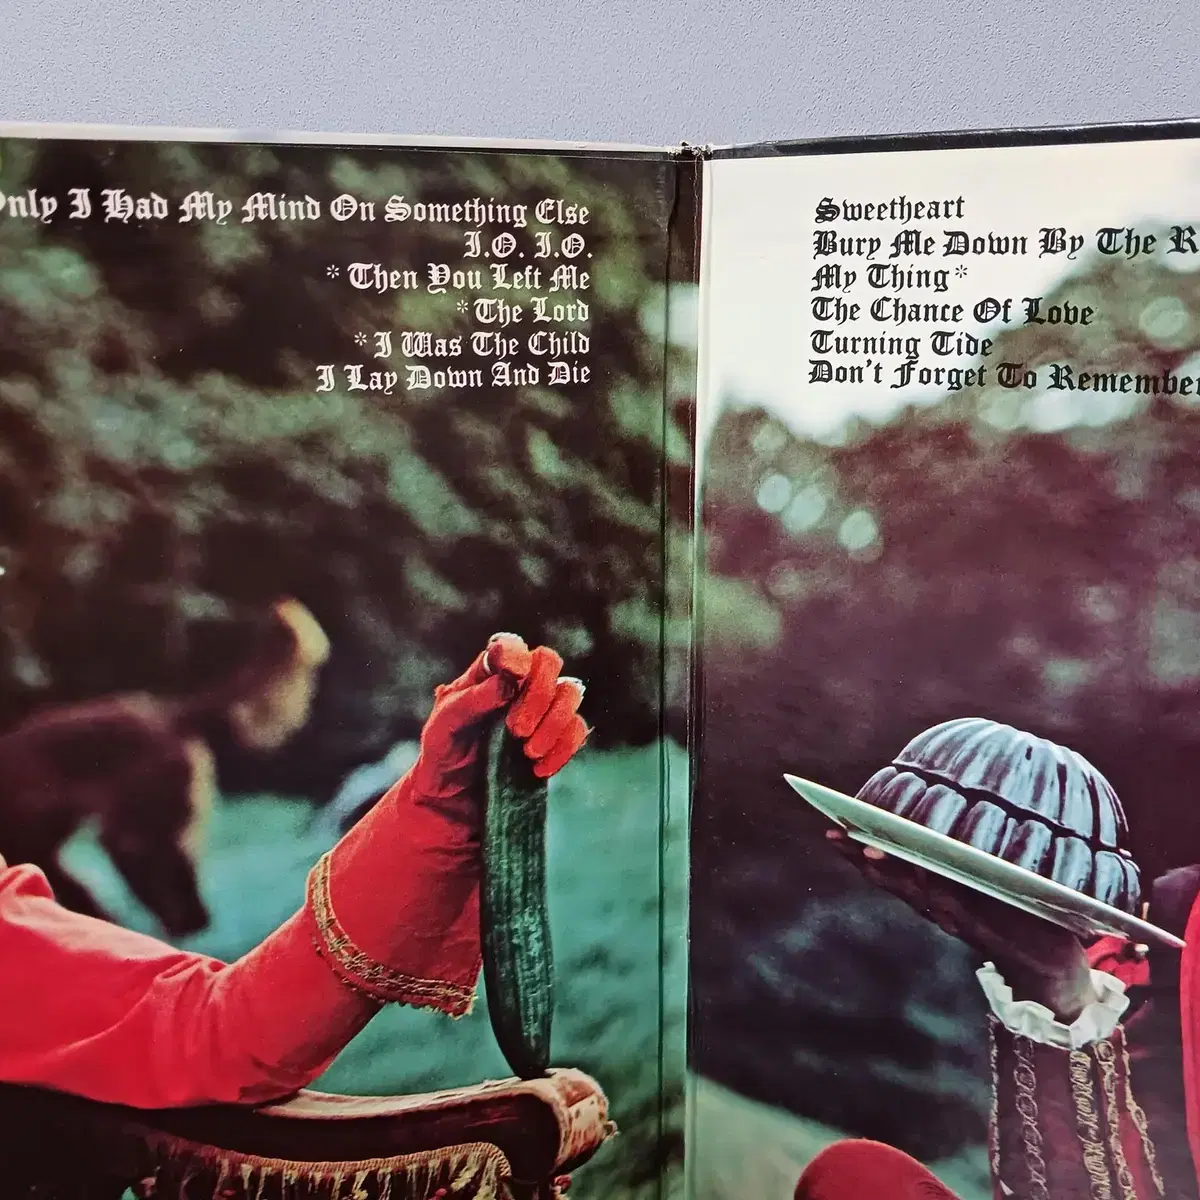 Only I Had My Mind On Something Else
I.O. I.O.
* Then You Left Me
* The Lord
* I Was The Child
I Lay Down And Die
Sweetheart
Bury Me Down By The R
My Thing *
The Chance Of Love
Turning Tide
Don't Forget To Remember